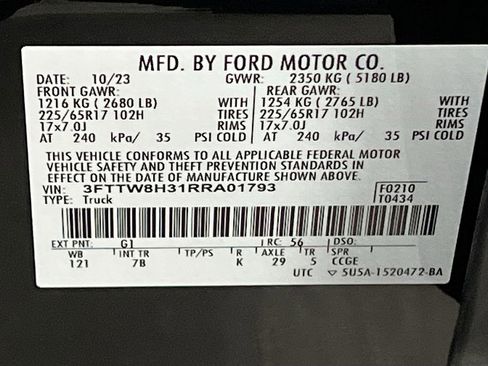 MFD. BY FORD MOTOR CO.
DATE: 10/23 GVWR: 2350 KG ( 5180 LB)
FRONT GAWR: REAR GAWR:
1216 KG ( 2680 LB) WITH 1254 KG ( 2765 LB) WITH
225/65R17 102H TIRES 225/65R17 102H TIRES
17x7.0J RIMS 17x7.0J RIMS
AT 240 kPa/ 35 PSI COLD AT 240 kPa/ 35 PSI COLD
THIS VEHICLE CONFORMS TO ALL APPLICABLE FEDERAL MOTOR
VEHICLE SAFETY AND THEFT PREVENTION STANDARDS IN
EFFECT ON THE DATE OF MANUFACTURE SHOWN ABOVE.
VIN: 3FTTW8H31RRA01793 F0210
TYPE: Truck T0434
EXT PNT: G1 RC: 56 DSO:
WB INT TR TP/PS R AXLE TR SPR
121 7B K 29 5 CCGE
UTC ▽ 5U5A-1520472-BA